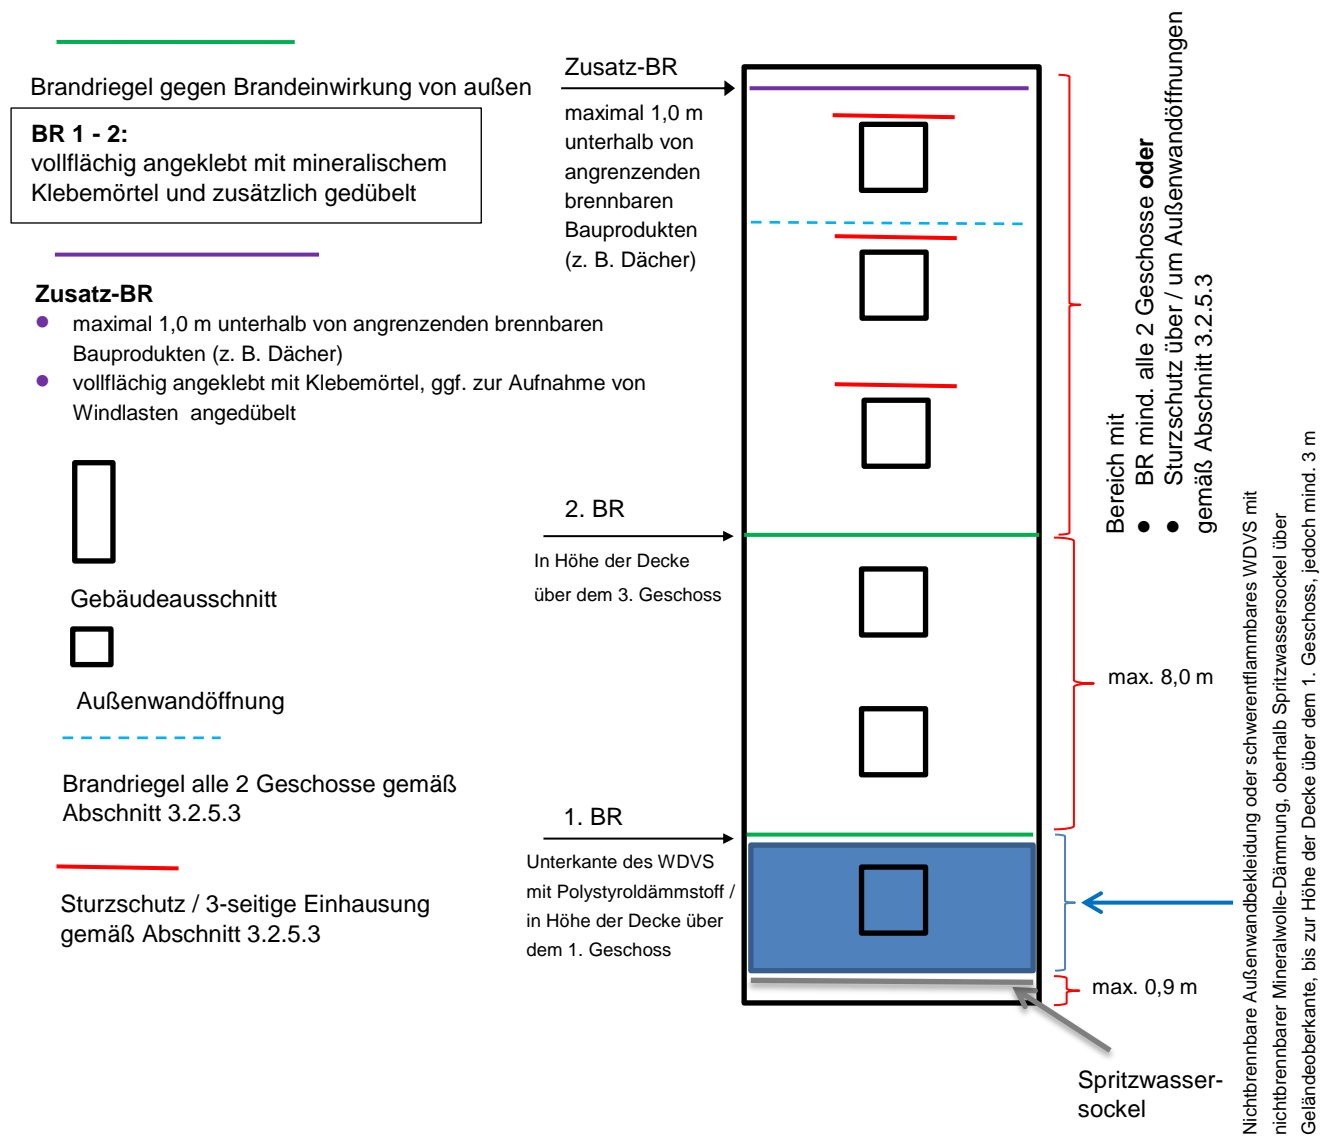 Brandriegel gegen Brandeinwirkung von außen
BR 1 - 2:
vollflächig angeklebt mit mineralischem
Klebemörtel und zusätzlich gedübelt
Zusatz-BR
• maximal 1,0 m unterhalb von angrenzenden brennbaren
Bauprodukten (z. B. Dächer)
• vollflächig angeklebt mit Klebemörtel, ggf. zur Aufnahme von
Windlasten angedübelt
Gebäudeausschnitt
Außenwandöffnung
Brandriegel alle 2 Geschosse gemäß
Abschnitt 3.2.5.3
Sturzschutz / 3-seitige Einhausung
gemäß Abschnitt 3.2.5.3
Zusatz-BR
maximal 1,0 m
unterhalb von
angrenzenden
brennbaren
Bauprodukten
(z. B. Dächer)
2. BR
In Höhe der Decke
über dem 3. Geschoss
1. BR
Unterkante des WDVS
mit Polystyroldämmstoff /
in Höhe der Decke über
dem 1. Geschoss
Bereich mit
• BR mind. alle 2 Geschosse oder
• Sturzschutz über / um Außenwandöffnungen
gemäß Abschnitt 3.2.5.3
max. 8,0 m
max. 0,9 m
Spritzwasser-
sockel
Nichtbrennbare Außenwandbekleidung oder schwerentflammbares WDVS mit
nichtbrennbarer Mineralwolle-Dämmung, oberhalb Spritzwassersockel über
Geländeoberkante, bis zur Höhe der Decke über dem 1. Geschoss, jedoch mind. 3 m